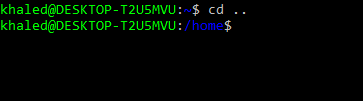 khaled@DESKTOP-T2U5MVU:~$ cd ..
khaled@DESKTOP-T2U5MVU:/home$